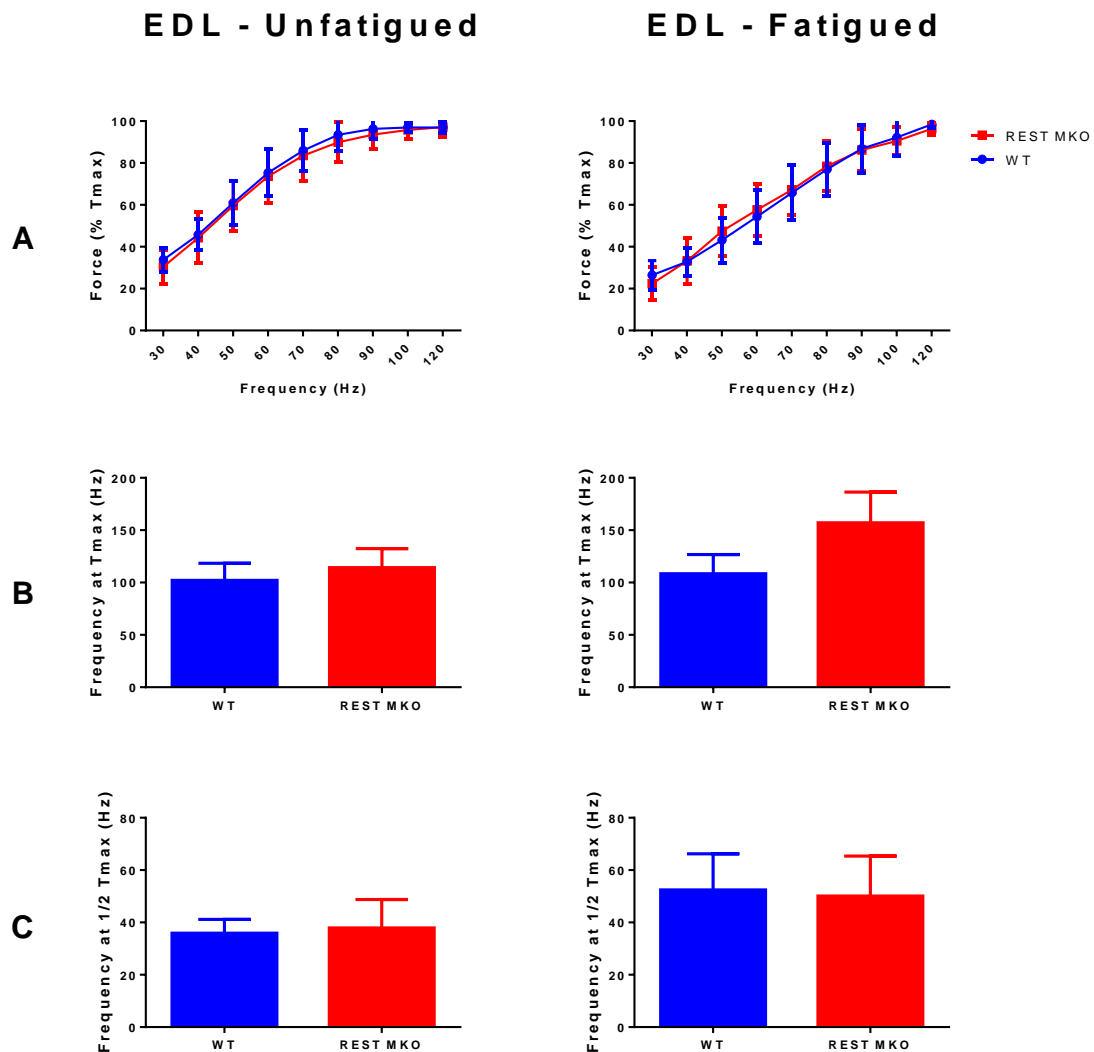 EDL - Unfatigued
EDL - Fatigued
A
Force (% Tmax)
100
80
60
40
20
0
30
40
50
60
70
80
90
100
120
Frequency (Hz)
Force (% Tmax)
100
80
60
40
20
0
30
40
50
60
70
80
90
100
120
Frequency (Hz)
REST MKO
WT
B
Frequency at Tmax (Hz)
200
150
100
50
0
WT
REST MKO
Frequency at Tmax (Hz)
200
150
100
50
0
WT
REST MKO
C
Frequency at 1/2 Tmax (Hz)
80
60
40
20
0
WT
REST MKO
Frequency at 1/2 Tmax (Hz)
80
60
40
20
0
WT
REST MKO